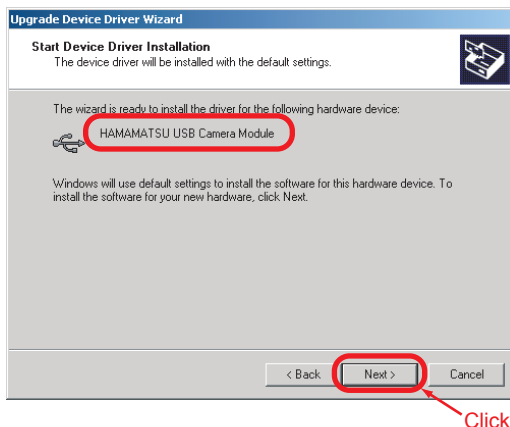 Upgrade Device Driver Wizard
Start Device Driver Installation
The device driver will be installed with the default settings.
The wizard is ready to install the driver for the following hardware device:
HAMAMATSU USB Camera Module
Windows will use default settings to install the software for this hardware device. To
install the software for your new hardware, click Next.
< Back
Next >
Cancel
Click